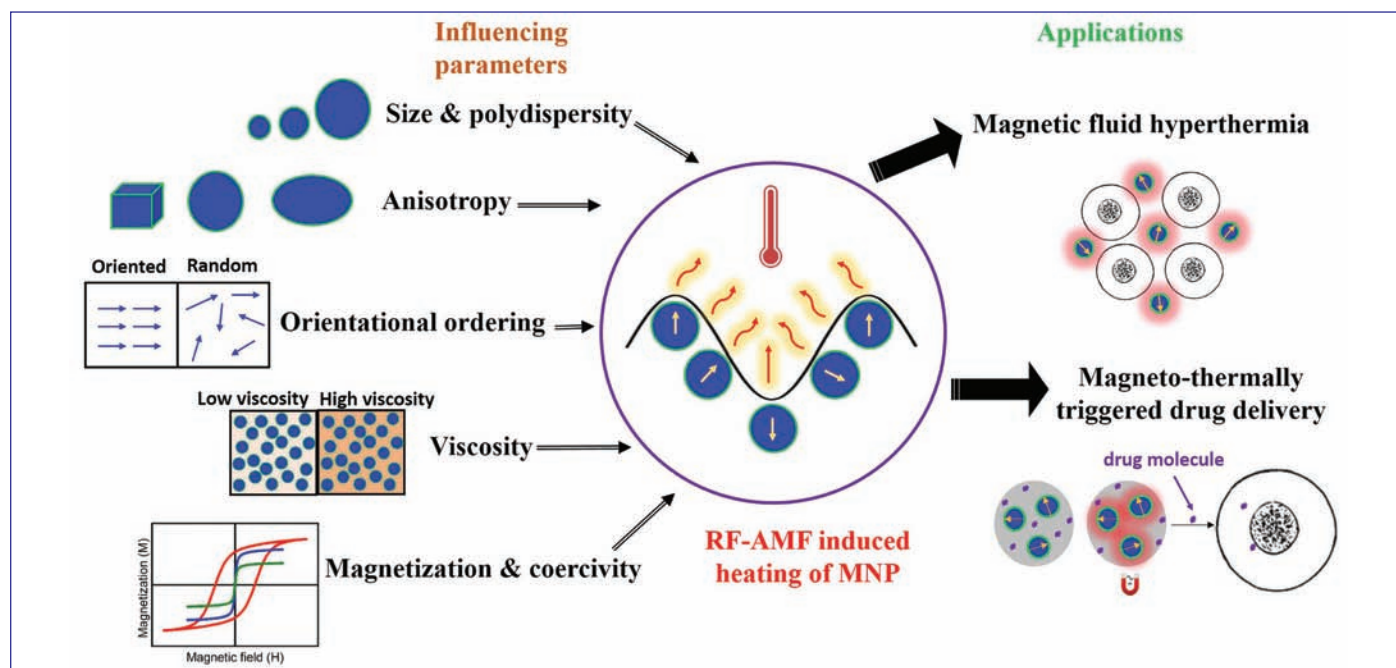 Influencing
parameters
Size & polydispersity
Anisotropy
Oriented Random
Orientational ordering
Low viscosity High viscosity
Viscosity
Magnetization (M)
Magnetic field (H)
Magnetization & coercivity
RF-AMF induced
heating of MNP
Applications
Magnetic fluid hyperthermia
Magneto-thermally
triggered drug delivery
drug molecule